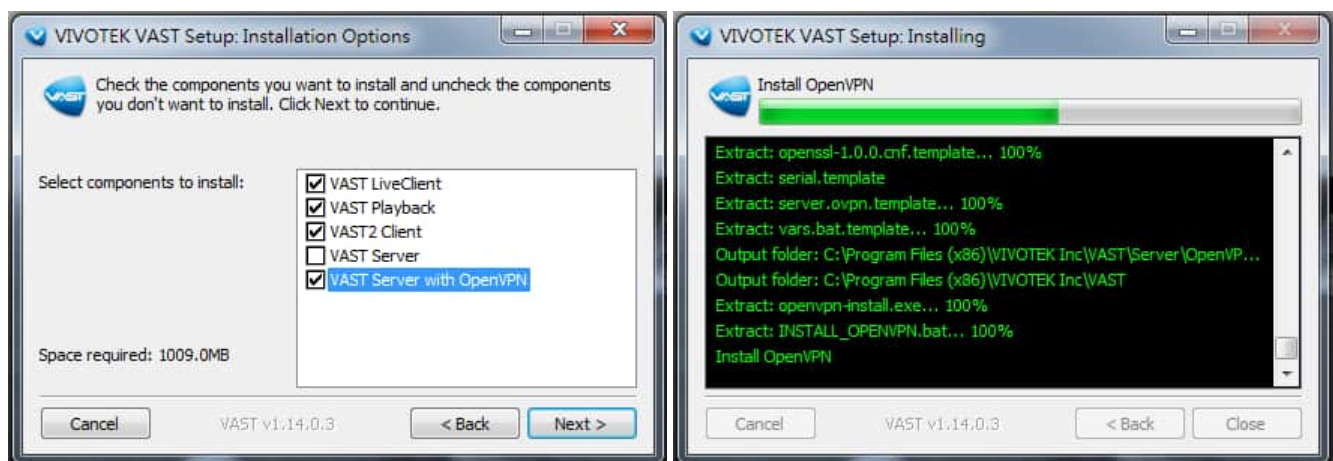 VIVOTEK VAST Setup: Installation Options
Check the components you want to install and uncheck the components
you don't want to install. Click Next to continue.
Select components to install:
VAST LiveClient
VAST Playback
VAST2 Client
VAST Server
VAST Server with OpenVPN
Space required: 1009.0MB
Cancel
VAST v1.14.0.3
< Back
Next >
VIVOTEK VAST Setup: Installing
VAST
Install OpenVPN
Extract: openssl-1.0.0.cnf.template... 100%
Extract: serial.template
Extract: server.ovpn.template... 100%
Extract: vars.bat.template... 100%
Output folder: C:\Program Files (x86)\VIVOTEK Inc\VAST\Server\OpenVP...
Output folder: C:\Program Files (x86)\VIVOTEK Inc\VAST
Extract: openvpn-install.exe... 100%
Extract: INSTALL_OPENVPN.bat... 100%
Install OpenVPN
Cancel
VAST v1.14.0.3
< Back
Close